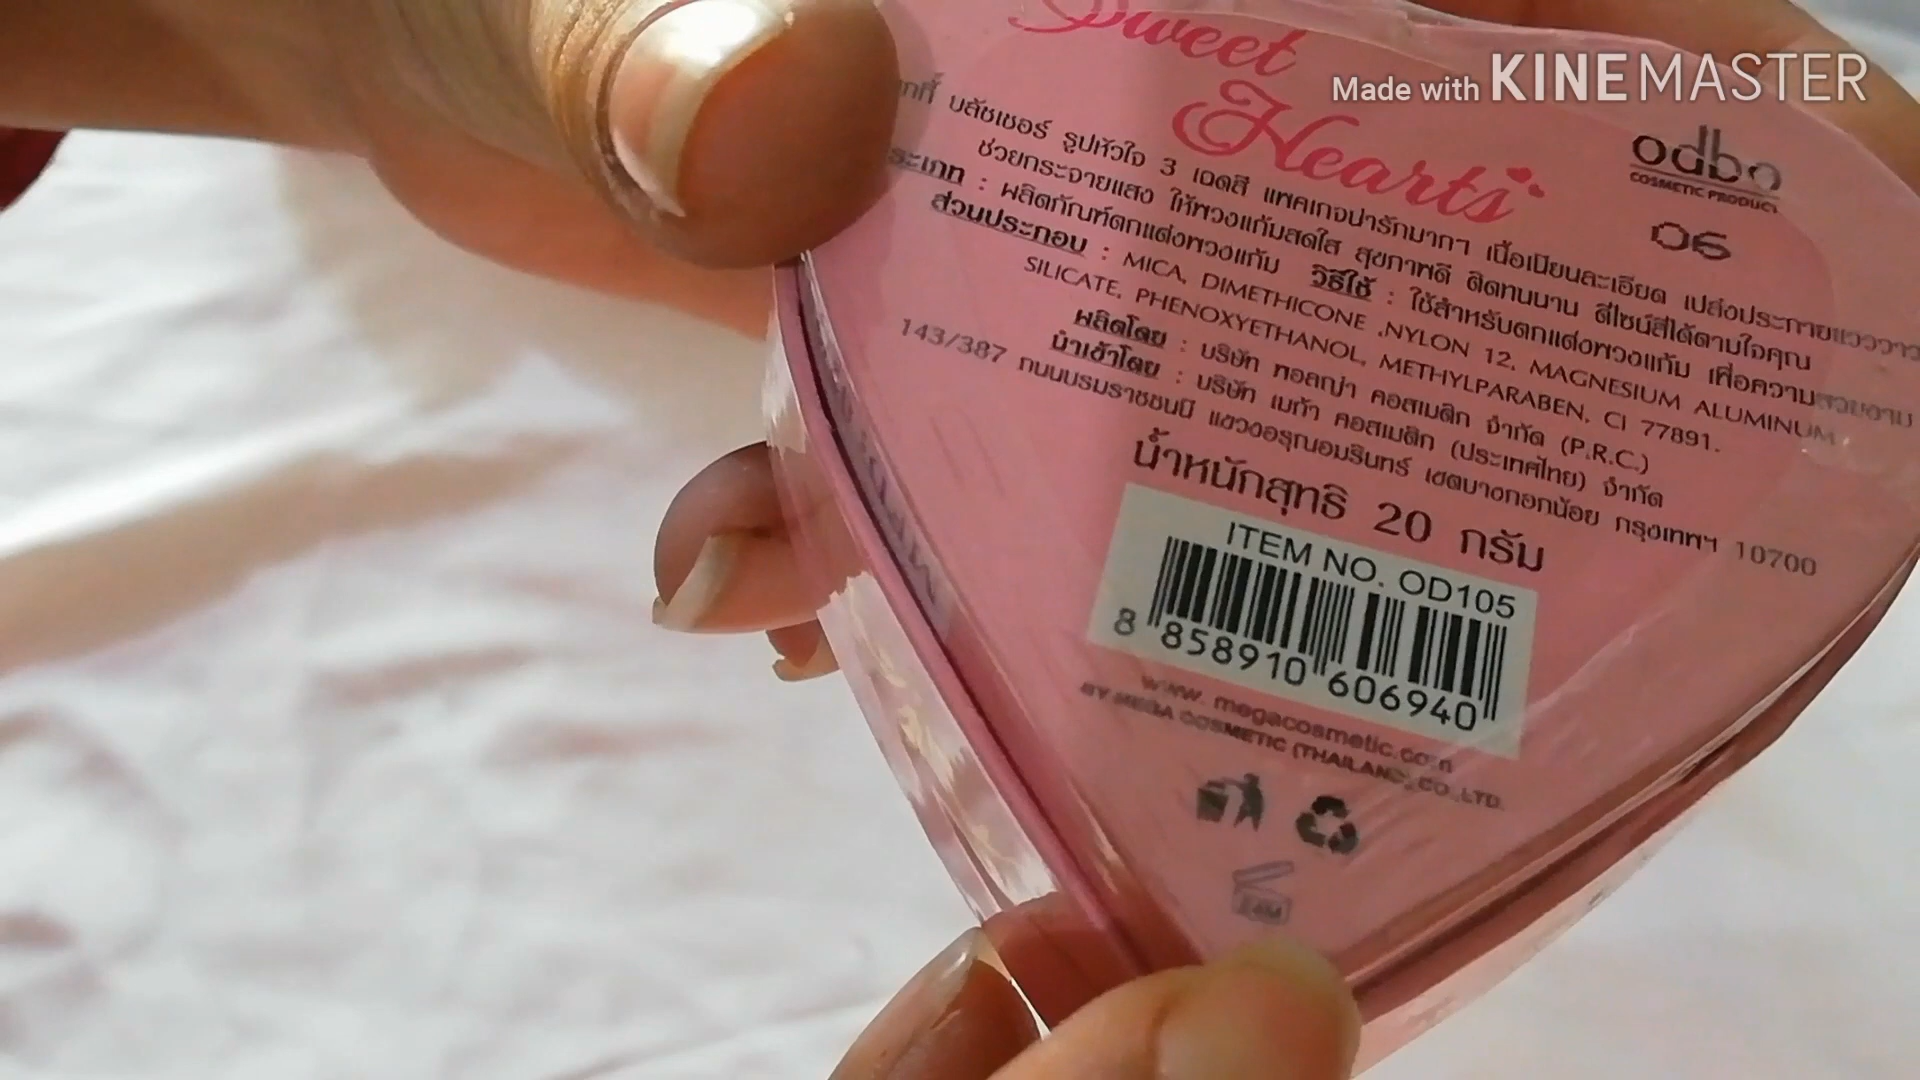 Sweet
Hearts
Made with KINEMASTER
odbo
COSMETIC PRODUCT
06
บลัชเชอร์ รูปหัวใจ 3 เฉดสี แพคเกจน่ารักมากๆ เนื้อเนียนละเอียด เปล่งประกายแวววาว
ช่วยกระจายแสง ให้พวงแก้มสดใส สุขภาพดี ติดทนนาน ดีไซน์สีได้ตามใจคุณ
: ผลิตภัณฑ์ตกแต่งพวงแก้ม วิธีใช้ : ใช้สำหรับตกแต่งพวงแก้ม เพื่อความสวยงาม
ส่วนประกอบ : MICA, DIMETHICONE ,NYLON 12, MAGNESIUM ALUMINUM
SILICATE, PHENOXYETHANOL, METHYLPARABEN, CI 77891.
ผลิตโดย : บริษัท ทอลญ่า คอสเมติก จำกัด (P.R.C.)
นำเข้าโดย : บริษัท เมก้า คอสเมติก (ประเทศไทย) จำกัด
143/387 ถนนบรมราชชนนี แขวงอรุณอมรินทร์ เขตบางกอกน้อย กรุงเทพฯ 10700
น้ำหนักสุทธิ 20 กรัม
ITEM NO. OD105
8 858910 606940
www.megacosmetic.com
BY MEGA COSMETIC (THAILAND) CO.,LTD.
24M